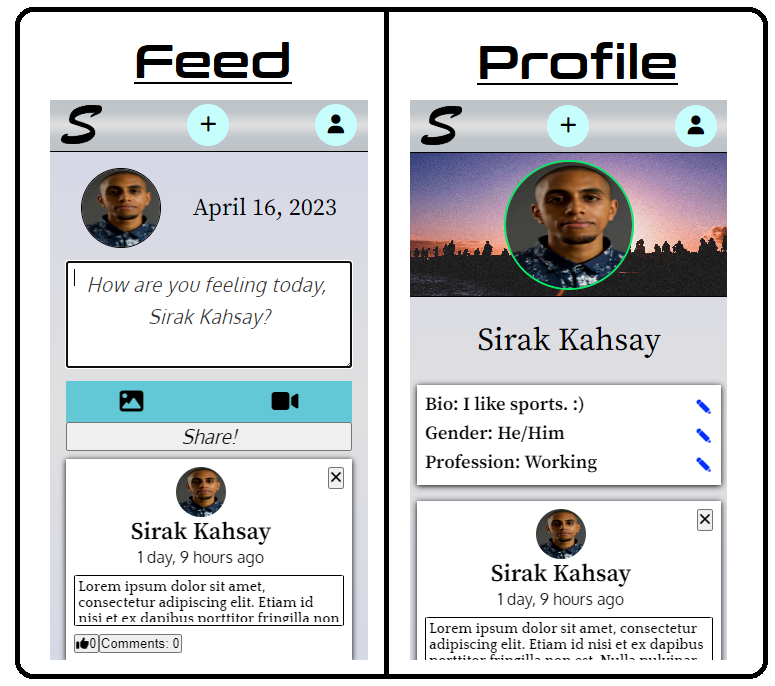 Feed
S
+
April 16, 2023
How are you feeling today,
Sirak Kahsay?
Share!
Sirak Kahsay
1 day, 9 hours ago
Lorem ipsum dolor sit amet,
consectetur adipiscing elit. Etiam id
nisi et ex dapibus porttitor fringilla non
0 Comments: 0
Profile
S
+
Sirak Kahsay
Bio: I like sports. :)
Gender: He/Him
Profession: Working
Sirak Kahsay
1 day, 9 hours ago
Lorem ipsum dolor sit amet, consectetur
adipiscing elit. Etiam id nisi et ex dapibus
porttitor fringilla non est. Nulla pulvinar